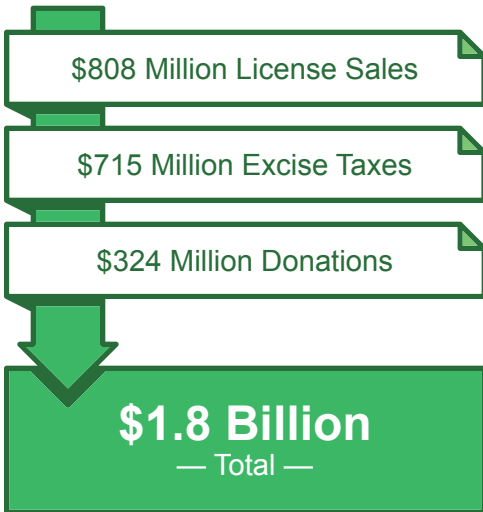 $808 Million License Sales
$715 Million Excise Taxes
$324 Million Donations
$1.8 Billion
— Total —